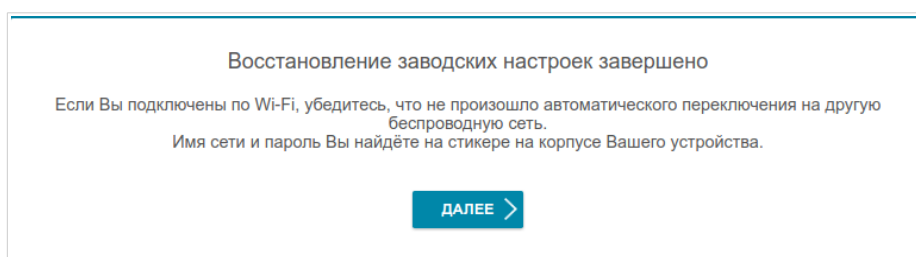 Восстановление заводских настроек завершено
Если Вы подключены по Wi-Fi, убедитесь, что не произошло автоматического переключения на другую
беспроводную сеть.
Имя сети и пароль Вы найдёте на стикере на корпусе Вашего устройства.
ДАЛЕЕ